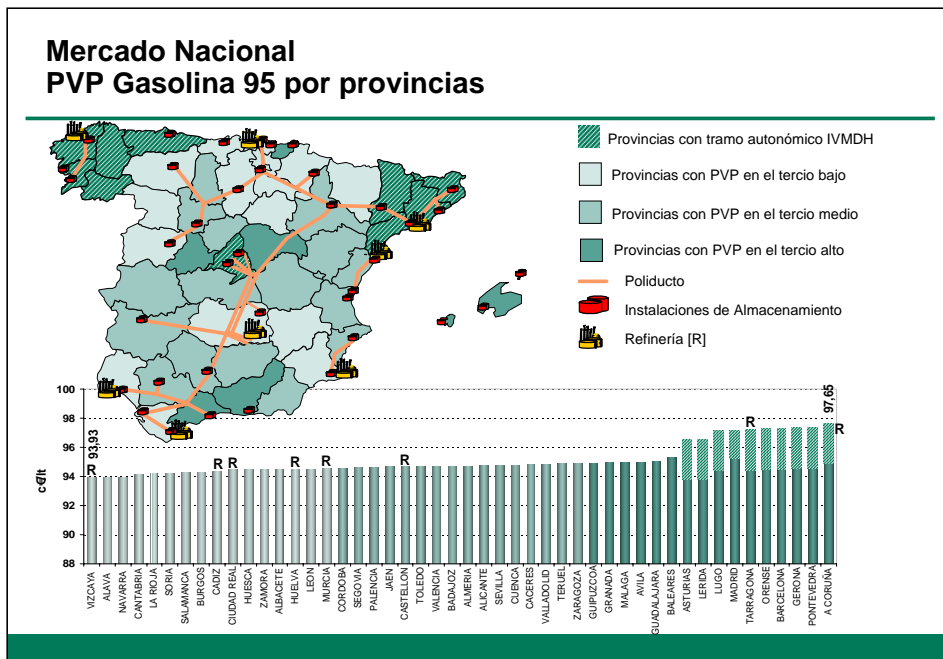 Mercado Nacional
PVP Gasolina 95 por provincias
Provincias con tramo autonómico IVMDH
Provincias con PVP en el tercio bajo
Provincias con PVP en el tercio medio
Provincias con PVP en el tercio alto
Poliducto
Instalaciones de Almacenamiento
Refinería [R]
c€/lt
100
98
96
94
92
90
88
93,93
97,65
R
R
R
R
R
R
R
R
VIZCAYA
ALAVA
NAVARRA
CANTABRIA
LA RIOJA
SORIA
SALAMANCA
BURGOS
CADIZ
CIUDAD REAL
HUESCA
ZAMORA
ALBACETE
HUELVA
LEON
MURCIA
CORDOBA
SEGOVIA
PALENCIA
JAEN
CASTELLON
TOLEDO
VALENCIA
BADAJOZ
ALMERIA
ALICANTE
SEVILLA
CUENCA
CACERES
VALLADOLID
TERUEL
ZARAGOZA
GUIPUZCOA
GRANADA
MALAGA
AVILA
GUADALAJARA
BALEARES
ASTURIAS
LERIDA
LUGO
MADRID
TARRAGONA
ORENSE
BARCELONA
GERONA
PONTEVEDRA
A CORUÑA